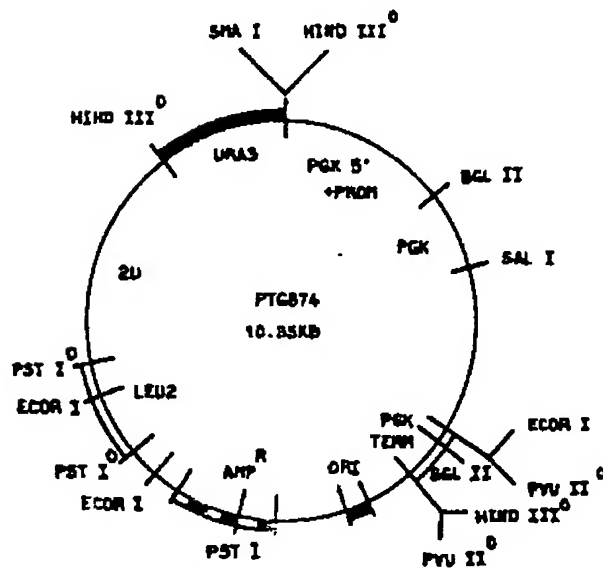 SMA I HIND III⁰
HIND III⁰
URA3
PGK 5'
+PROM
BGL II
PGK
SAL I
2U
PTG874
10.35KB
PST I⁰
ECOR I
LEU2
PGK
TERM
ECOR I
BGL II
PVU II⁰
PST I⁰
AMP R
ORI
ECOR I
HIND III⁰
PST I
PVU II⁰